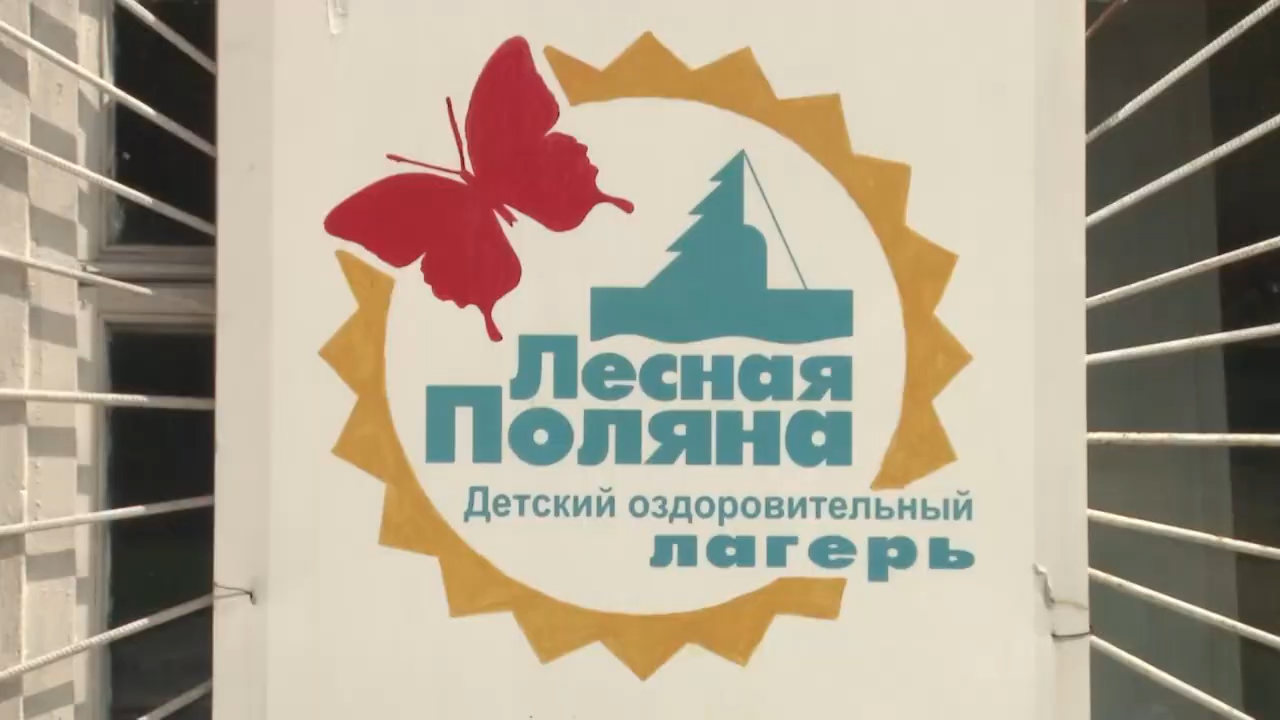 Лесная
Поляна
Детский оздоровительный
лагерь